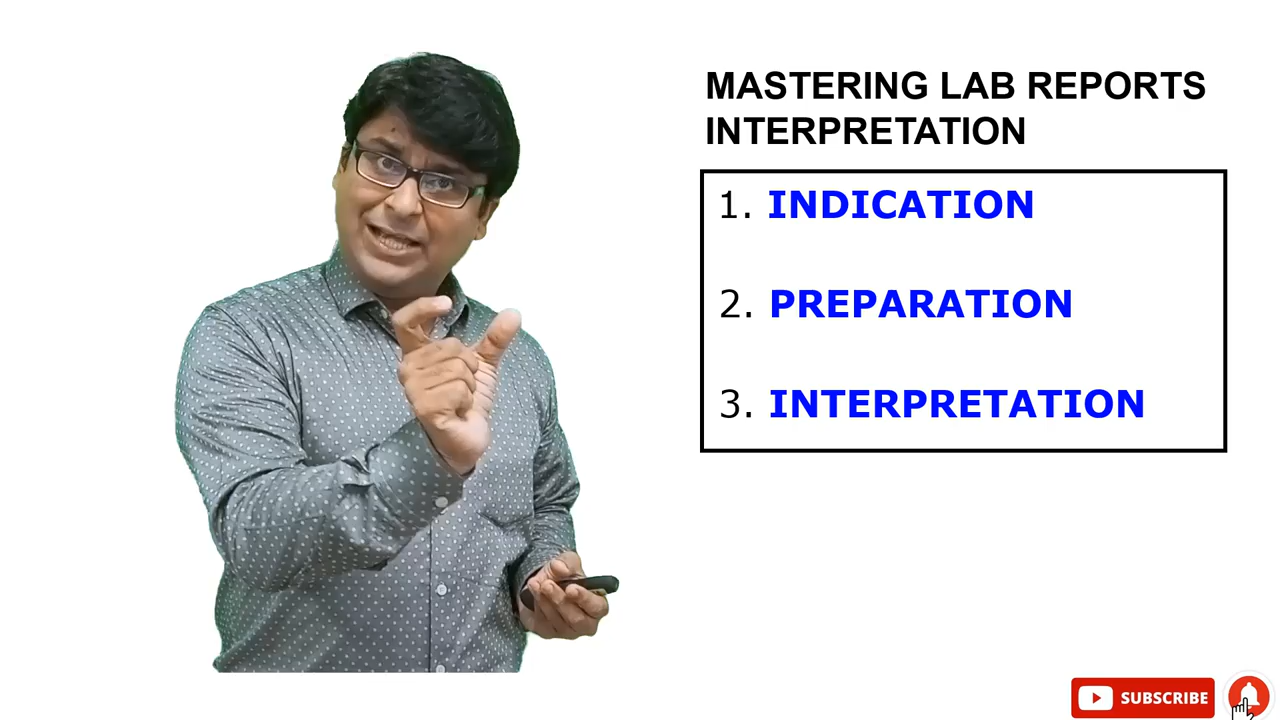 MASTERING LAB REPORTS
INTERPRETATION
1. INDICATION
2. PREPARATION
3. INTERPRETATION
SUBSCRIBE